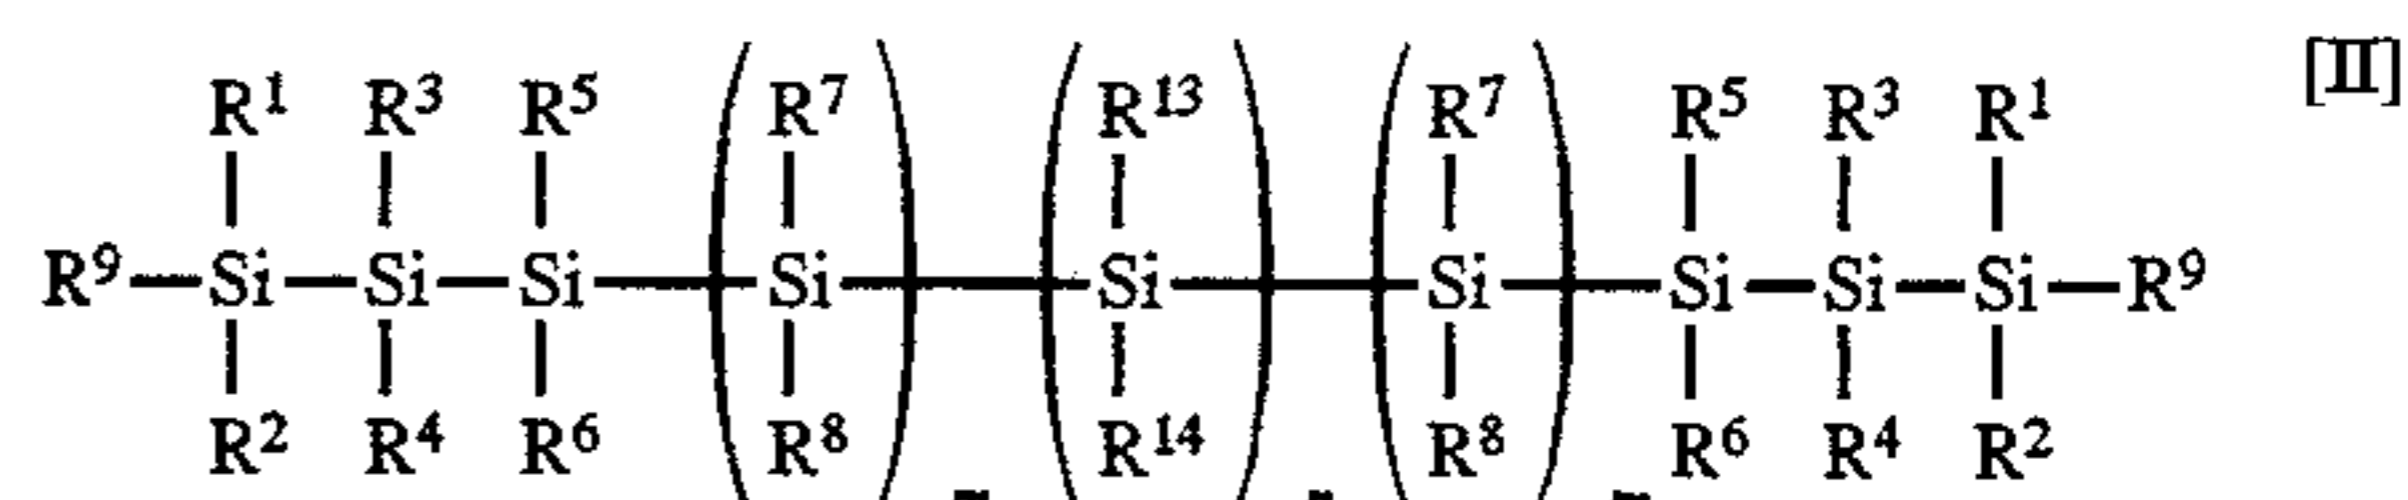 [II]
R¹ R³ R⁵ R⁷ R¹³ R⁷ R⁵ R³ R¹
R⁹—Si—Si—Si—(Si)—(Si)—(Si)—Si—Si—Si—R⁹
R² R⁴ R⁶ R⁸ R¹⁴ R⁸ R⁶ R⁴ R²